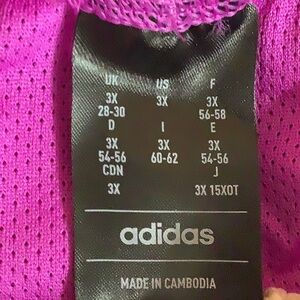 UK US F
3X 3X 3X
28-30 56-58
D I E
3X 3X 3X
54-56 60-62 54-56
CDN J
3X 3X 15XOT
adidas
MADE IN CAMBODIA